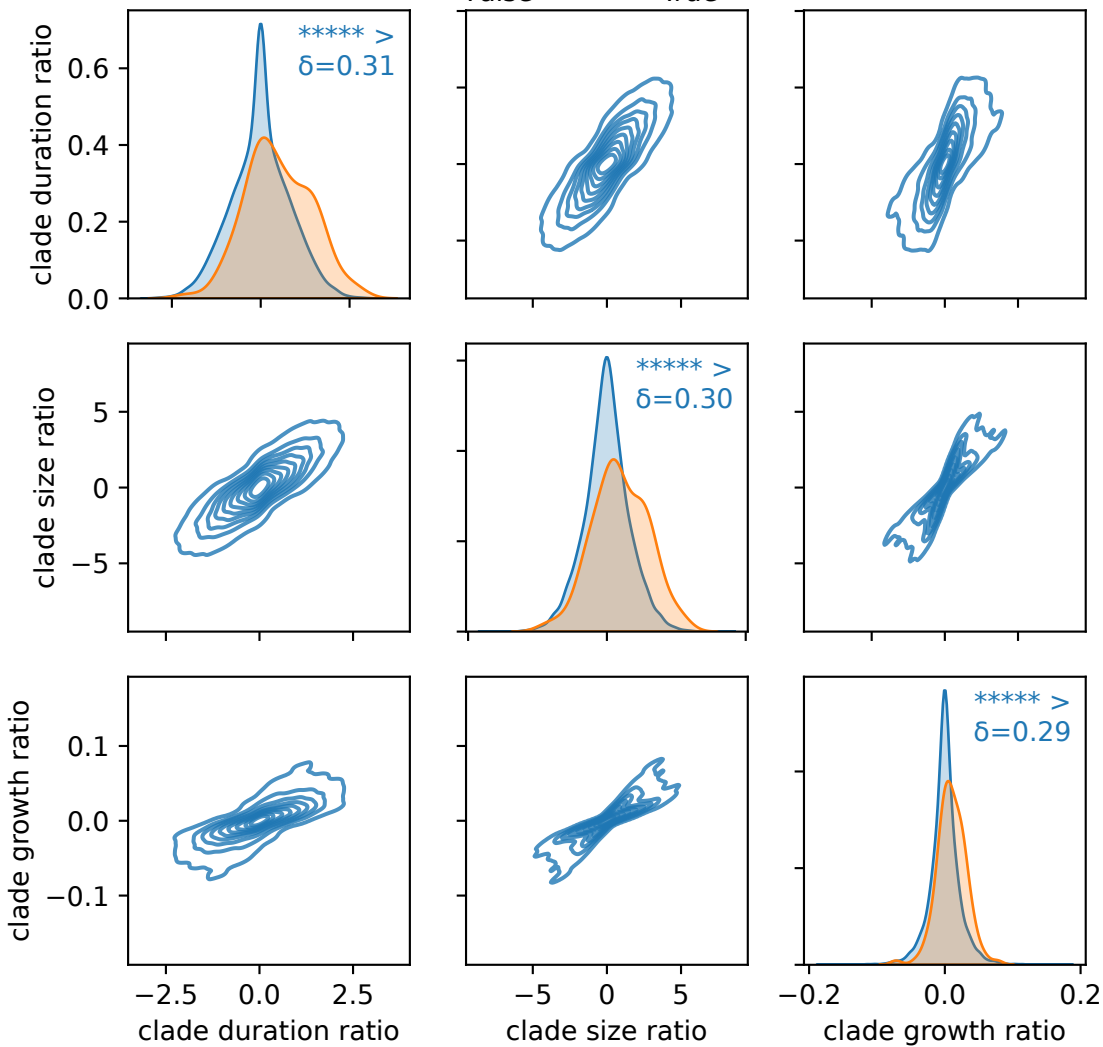 ***** >
δ=0.31
clade duration ratio
0.6
0.4
0.2
0.0
***** >
δ=0.30
clade size ratio
5
0
−5
***** >
δ=0.29
clade growth ratio
0.1
0.0
−0.1
−2.5 0.0 2.5
−5 0 5
−0.2 0.0 0.2
clade duration ratio
clade size ratio
clade growth ratio